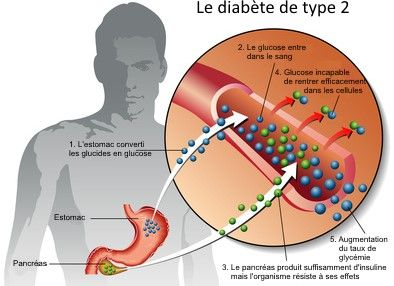 Le diabète de type 2
2. Le glucose entre
dans le sang
4. Glucose incapable
de rentrer efficacement
dans les cellules
1. L'estomac converti
les glucides en glucose
Estomac
Pancréas
5. Augmentation
du taux de
glycémie
3. Le pancréas produit suffisamment d'insuline
mais l'organisme résiste à ses effets